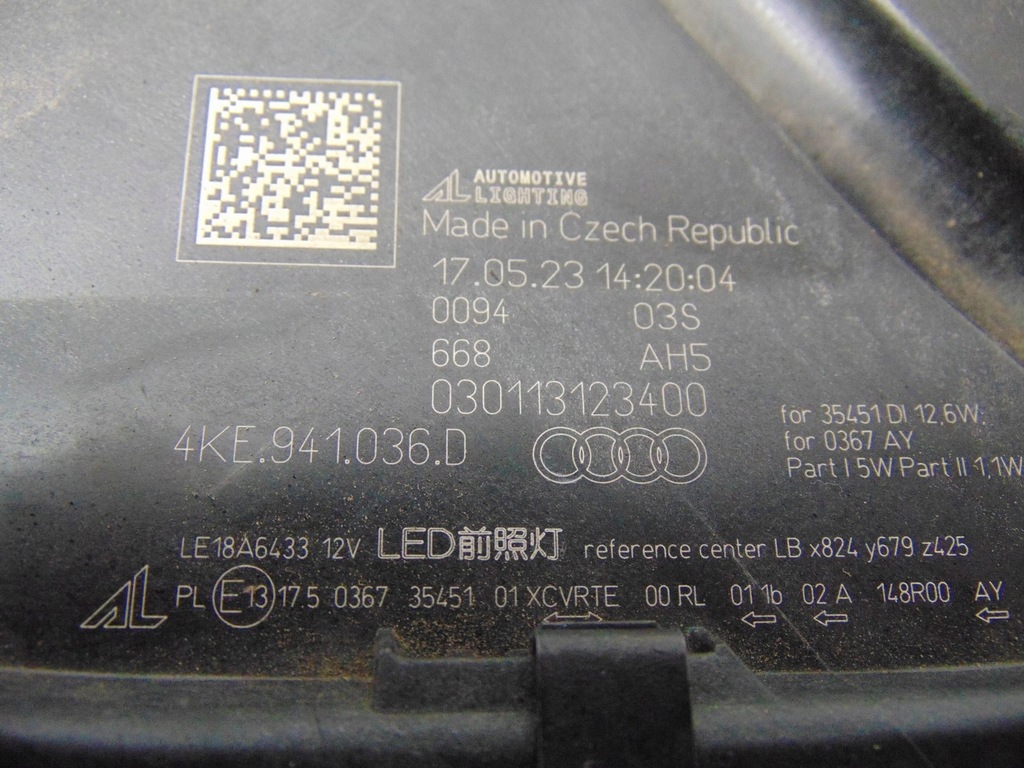 AL AUTOMOTIVE
LIGHTING
Made in Czech Republic
17.05.23 14:20:04
0094 03S
668 AH5
030113123400
4KE.941.036.D
for 35451 DI 12,6W
for 0367 AY
Part I 5W Part II 1,1W
LE18A6433 12V LED前照灯 reference center LB x824 y679 z425
AL PL E13 17 5 0367 35451 01 XCVRTE 00 RL 01 1b 02 A 148R00 AY